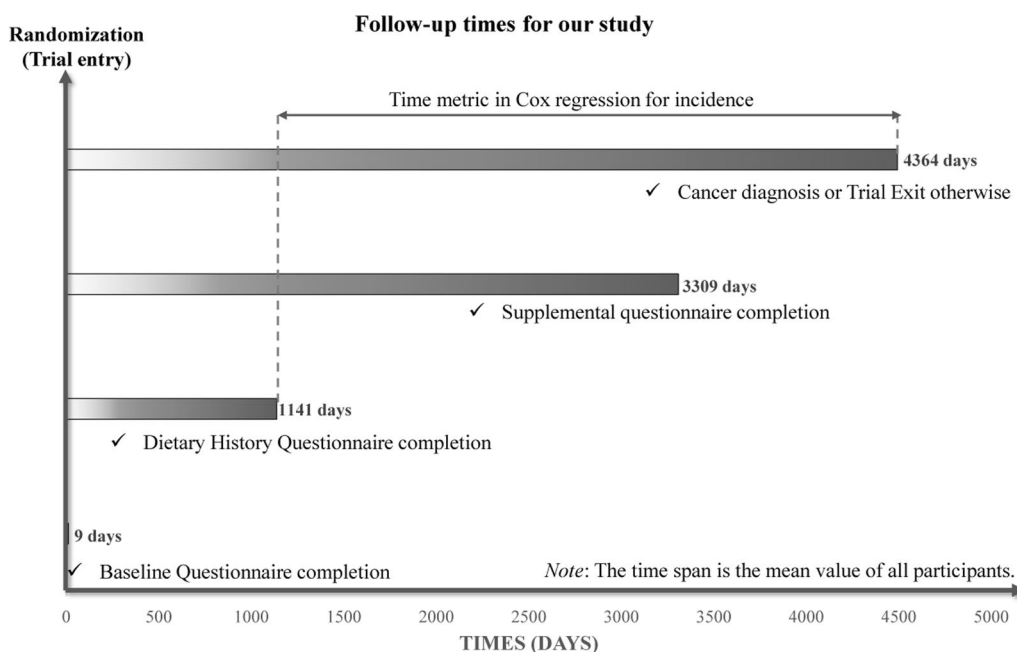 Follow-up times for our study
Randomization
(Trial entry)
Time metric in Cox regression for incidence
4364 days
✓ Cancer diagnosis or Trial Exit otherwise
3309 days
✓ Supplemental questionnaire completion
1141 days
✓ Dietary History Questionnaire completion
9 days
✓ Baseline Questionnaire completion
Note: The time span is the mean value of all participants.
0 500 1000 1500 2000 2500 3000 3500 4000 4500 5000
TIMES (DAYS)